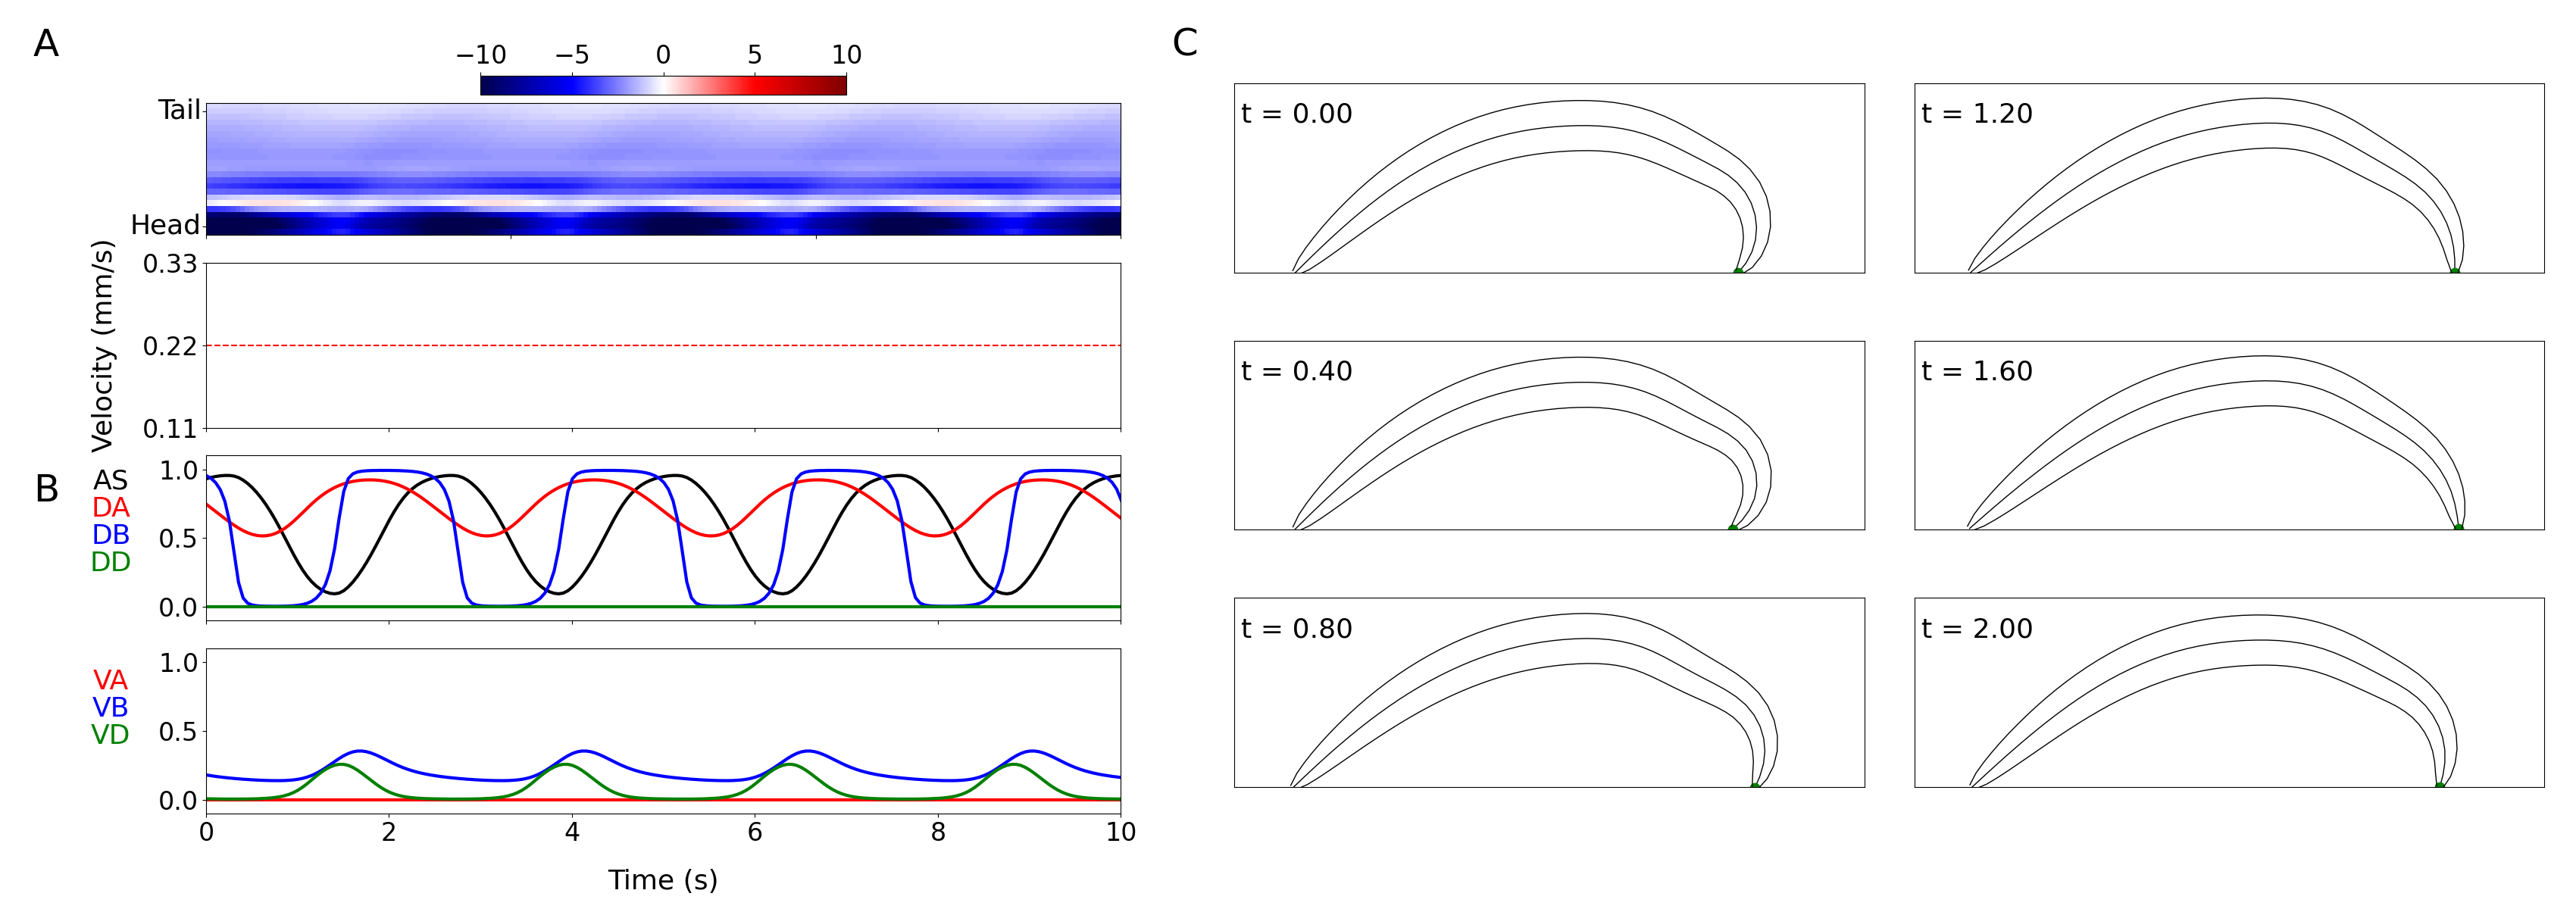 A
−10 −5 0 5 10
Tail
Head
Velocity (mm/s)
0.33
0.22
0.11
B
AS
DA
DB
DD
1.0
0.5
0.0
VA
VB
VD
1.0
0.5
0.0
0 2 4 6 8 10
Time (s)
C
t = 0.00
t = 1.20
t = 0.40
t = 1.60
t = 0.80
t = 2.00